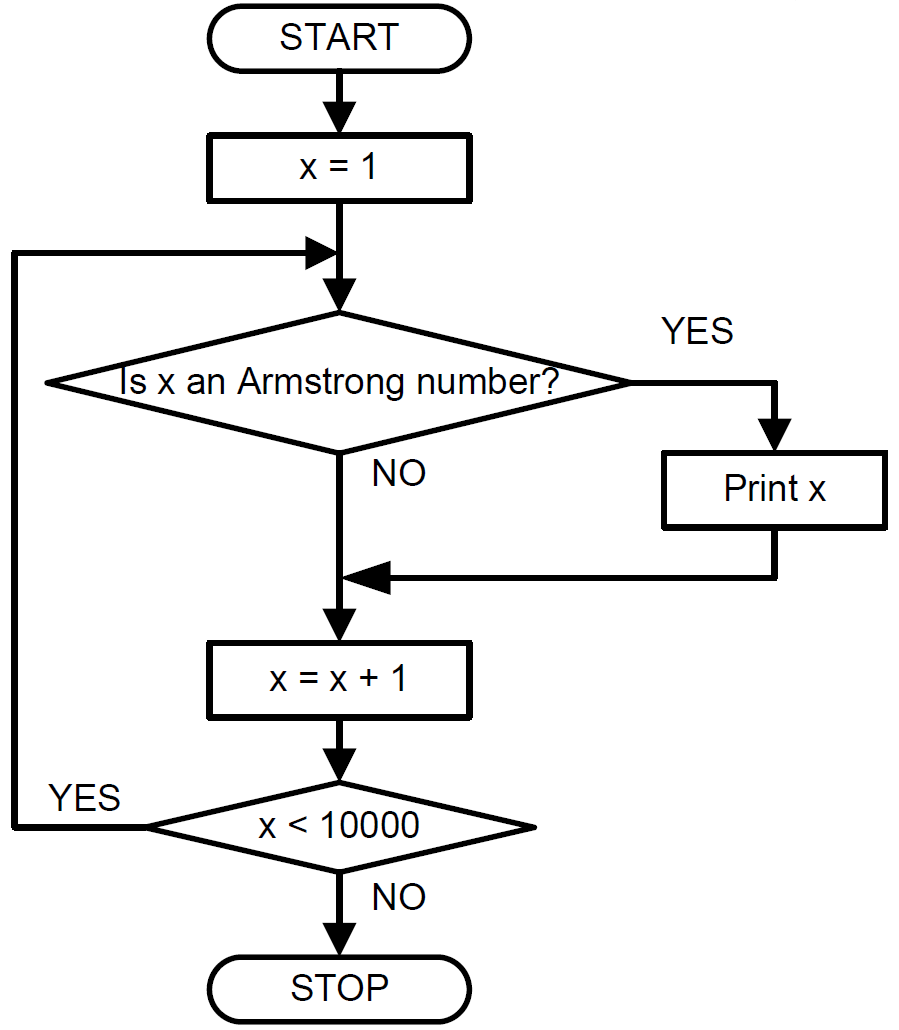 START
x = 1
Is x an Armstrong number?
YES
NO
Print x
x = x + 1
YES
x < 10000
NO
STOP